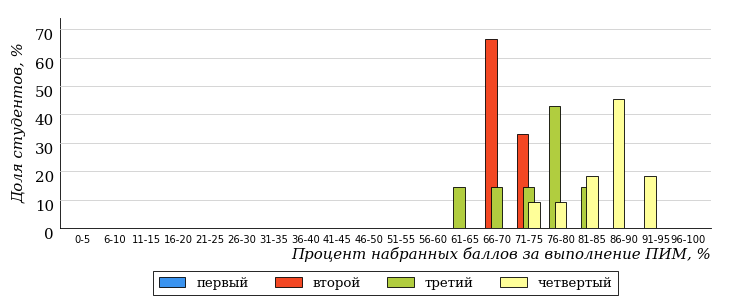 Доля студентов, %
70
60
50
40
30
20
10
0
0-5 6-10 11-15 16-20 21-25 26-30 31-35 36-40 41-45 46-50 51-55 56-60 61-65 66-70 71-75 76-80 81-85 86-90 91-95 96-100
Процент набранных баллов за выполнение ПИМ, %
первый второй третий четвертый